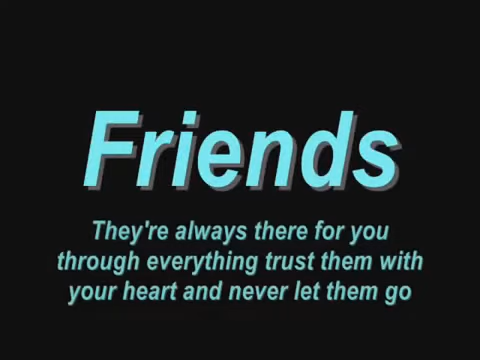 Friends
They're always there for you
through everything trust them with
your heart and never let them go